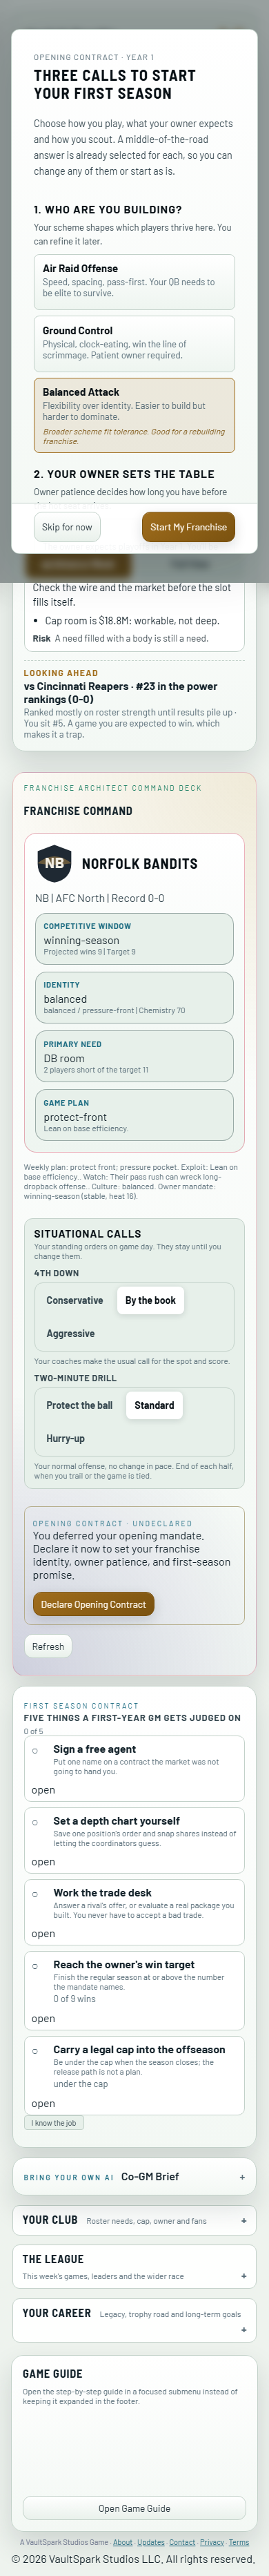 OPENING CONTRACT · YEAR 1
THREE CALLS TO START
YOUR FIRST SEASON
Choose how you play, what your owner expects
and how you scout. A middle-of-the-road
answer is already selected for each, so you can
change any of them or start as is.
1. WHO ARE YOU BUILDING?
Your scheme shapes which players thrive here. You
can refine it later.
Air Raid Offense
Speed, spacing, pass-first. Your QB needs to
be elite to survive.
Ground Control
Physical, clock-eating, win the line of
scrimmage. Patient owner required.
Balanced Attack
Flexibility over identity. Easier to build but
harder to dominate.
Broader scheme fit tolerance. Good for a rebuilding
franchise.
2. YOUR OWNER SETS THE TABLE
Owner patience decides how long you have before
Skip for now
Start My Franchise
Check the wire and the market before the slot
fills itself.
• Cap room is $18.8M: workable, not deep.
Risk A need filled with a body is still a need.
LOOKING AHEAD
vs Cincinnati Reapers · #23 in the power
rankings (0-0)
Ranked mostly on roster strength until results pile up ·
You sit #5. A game you are expected to win, which
makes it a trap.
FRANCHISE ARCHITECT COMMAND DECK
FRANCHISE COMMAND
NB
NORFOLK BANDITS
NB | AFC North | Record 0-0
COMPETITIVE WINDOW
winning-season
Projected wins 9 | Target 9
IDENTITY
balanced
balanced / pressure-front | Chemistry 70
PRIMARY NEED
DB room
2 players short of the target 11
GAME PLAN
protect-front
Lean on base efficiency.
Weekly plan: protect front; pressure pocket. Exploit: Lean on
base efficiency.. Watch: Their pass rush can wreck long-
dropback offense.. Culture: balanced. Owner mandate:
winning-season (stable, heat 16).
SITUATIONAL CALLS
Your standing orders on game day. They stay until you
change them.
4TH DOWN
Conservative
By the book
Aggressive
Your coaches make the usual call for the spot and score.
TWO-MINUTE DRILL
Protect the ball
Standard
Hurry-up
Your normal offense, no change in pace. End of each half,
when you trail or the game is tied.
OPENING CONTRACT · UNDECLARED
You deferred your opening mandate.
Declare it now to set your franchise
identity, owner patience, and first-season
promise.
Declare Opening Contract
Refresh
FIRST SEASON CONTRACT
FIVE THINGS A FIRST-YEAR GM GETS JUDGED ON
0 of 5
○ Sign a free agent
Put one name on a contract the market was not
going to hand you.
open
○ Set a depth chart yourself
Save one position's order and snap shares instead of
letting the coordinators guess.
open
○ Work the trade desk
Answer a rival's offer, or evaluate a real package you
built. You never have to accept a bad trade.
open
○ Reach the owner's win target
Finish the regular season at or above the number
the mandate names.
0 of 9 wins
open
○ Carry a legal cap into the offseason
Be under the cap when the season closes; the
release path is not a plan.
under the cap
open
I know the job
BRING YOUR OWN AI Co-GM Brief +
YOUR CLUB Roster needs, cap, owner and fans +
THE LEAGUE
This week's games, leaders and the wider race +
YOUR CAREER Legacy, trophy road and long-term goals
+
GAME GUIDE
Open the step-by-step guide in a focused submenu instead of
keeping it expanded in the footer.
Open Game Guide
A VaultSpark Studios Game · About · Updates · Contact · Privacy · Terms
© 2026 VaultSpark Studios LLC. All rights reserved.